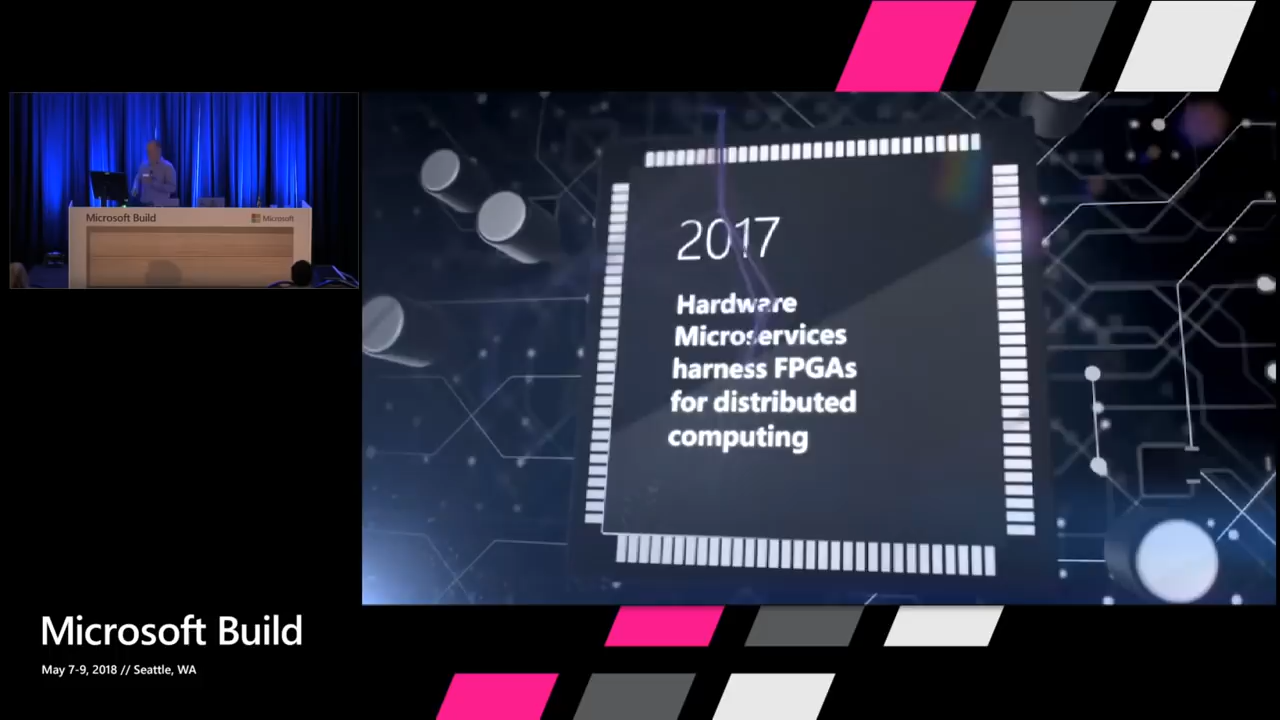 Microsoft Build
Microsoft
2017
Hardware
Microservices
harness FPGAs
for distributed
computing
Microsoft Build
May 7-9, 2018 // Seattle, WA